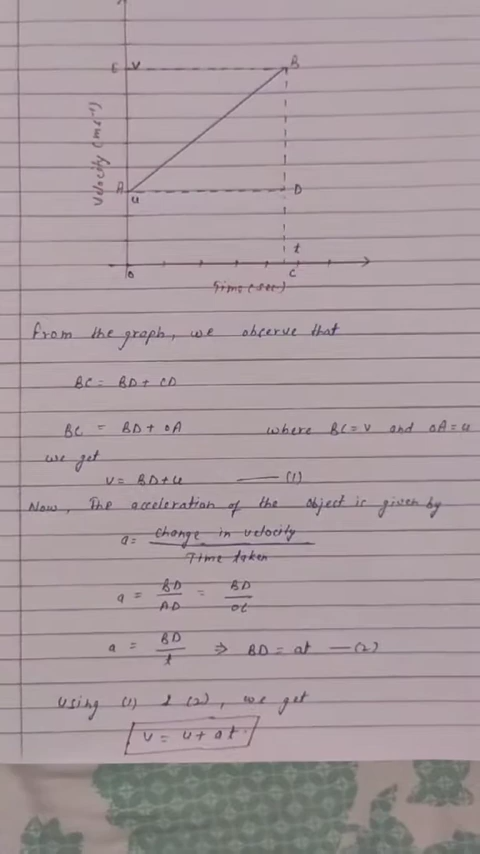 E V B
Velocity (ms⁻¹)
A u D
t
O C
Time (sec)
from the graph, we observe that
BC = BD + CD
BC = BD + OA where BC = V and OA = u
we get
V = BD + u —— (1)
Now, The acceleration of the object is given by
a = Change in velocity / Time taken
a = BD / AD = BD / OC
a = BD / t ⇒ BD = at — (2)
using (1) & (2), we get
V = u + at.